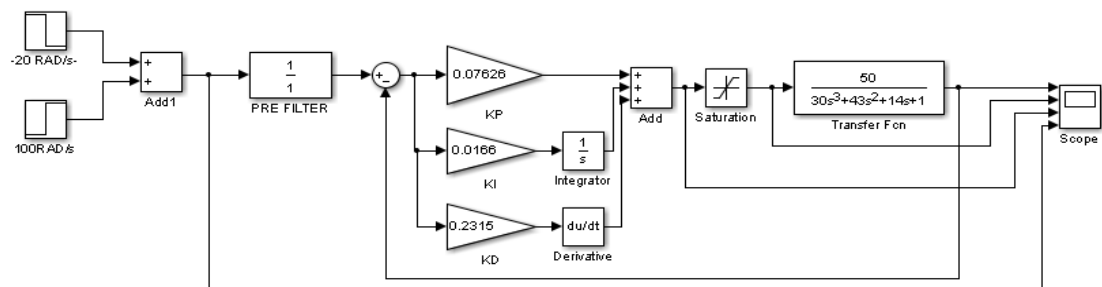 -20 RAD/s-
100RAD/s
+
+
Add1
1
1
PRE FILTER
+
-
0.07626
KP
0.0166
KI
1
s
Integrator
0.2315
KD
du/dt
Derivative
+
+
+
Add
Saturation
50
30s³+43s²+14s+1
Transfer Fcn
Scope